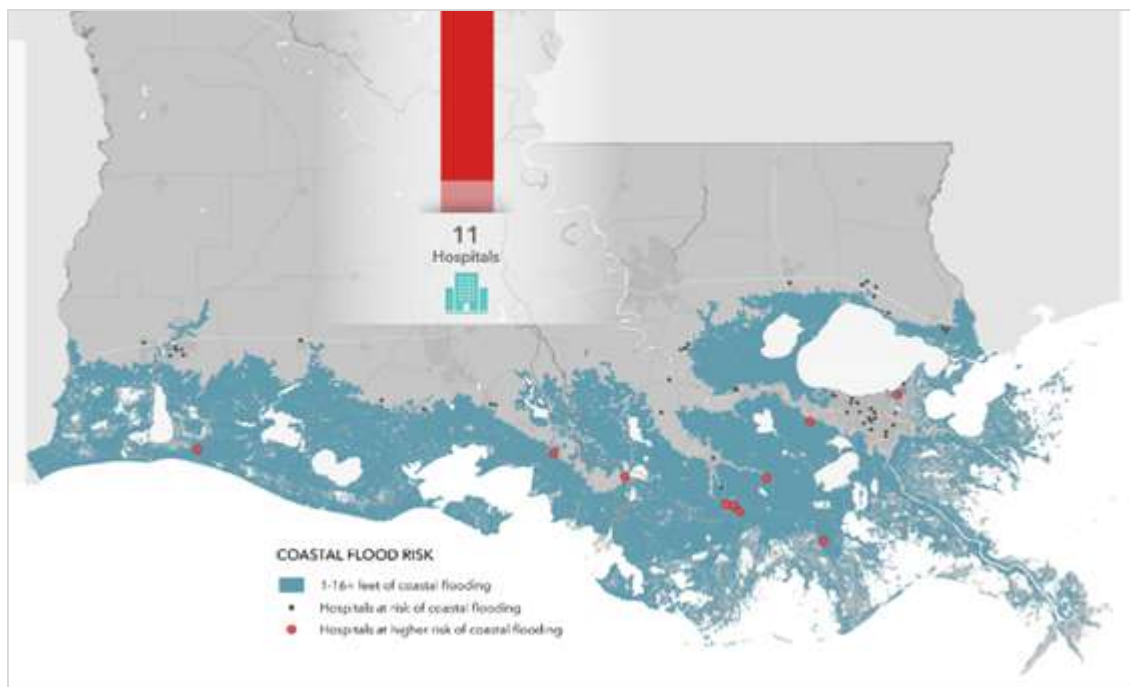 11
Hospitals
COASTAL FLOOD RISK
1-16+ feet of coastal flooding
Hospitals at risk of coastal flooding
Hospitals at higher risk of coastal flooding